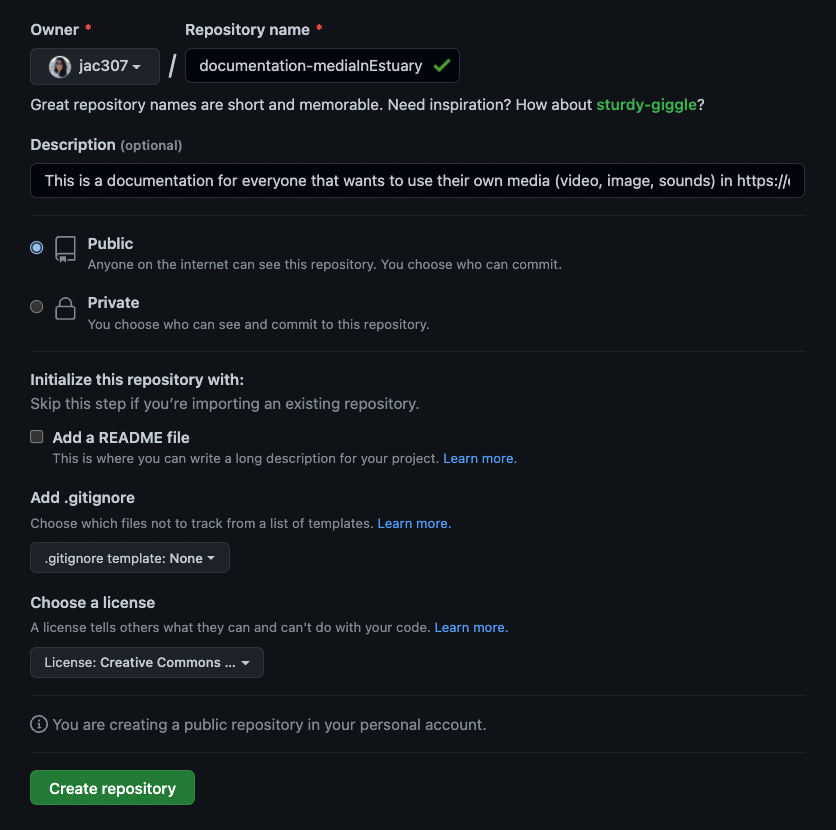 Owner * Repository name *
jac307 / documentation-mediaInEstuary
Great repository names are short and memorable. Need inspiration? How about sturdy-giggle?
Description (optional)
This is a documentation for everyone that wants to use their own media (video, image, sounds) in https://
Public
Anyone on the internet can see this repository. You choose who can commit.
Private
You choose who can see and commit to this repository.
Initialize this repository with:
Skip this step if you’re importing an existing repository.
Add a README file
This is where you can write a long description for your project. Learn more.
Add .gitignore
Choose which files not to track from a list of templates. Learn more.
.gitignore template: None
Choose a license
A license tells others what they can and can't do with your code. Learn more.
License: Creative Commons ...
You are creating a public repository in your personal account.
Create repository